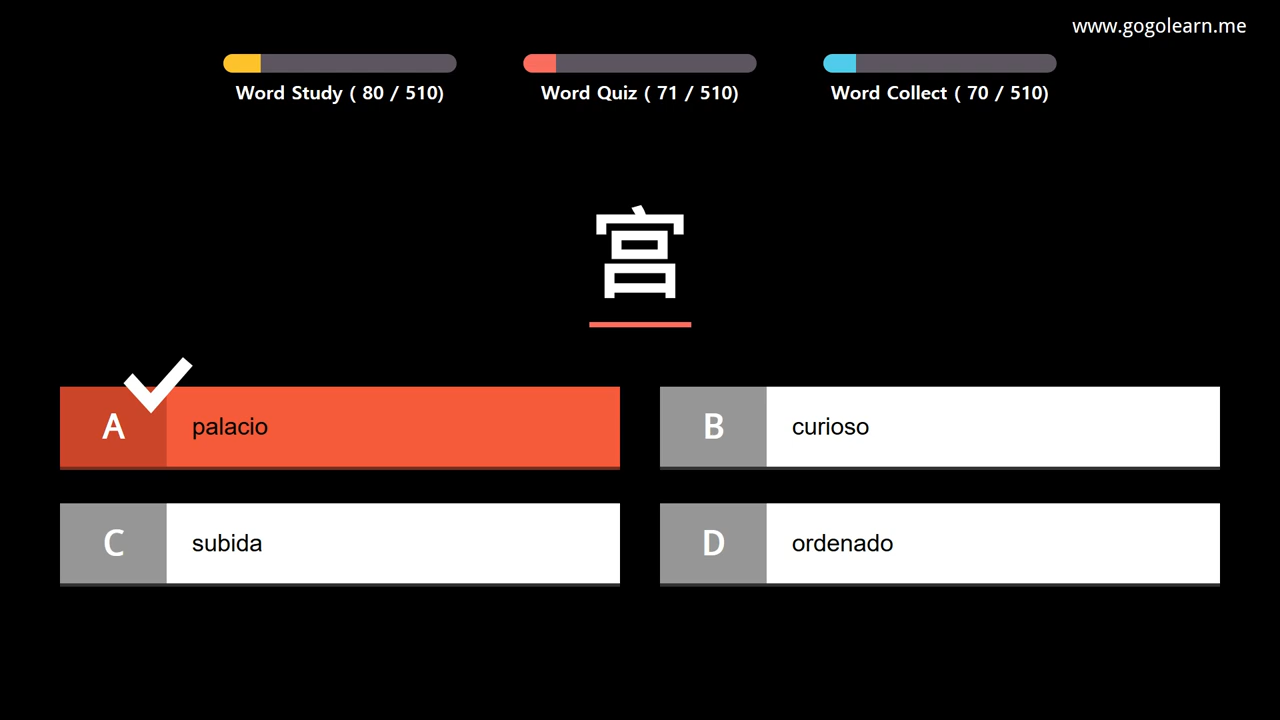 www.gogolearn.me
Word Study ( 80 / 510)
Word Quiz ( 71 / 510)
Word Collect ( 70 / 510)
宫
A palacio
B curioso
C subida
D ordenado